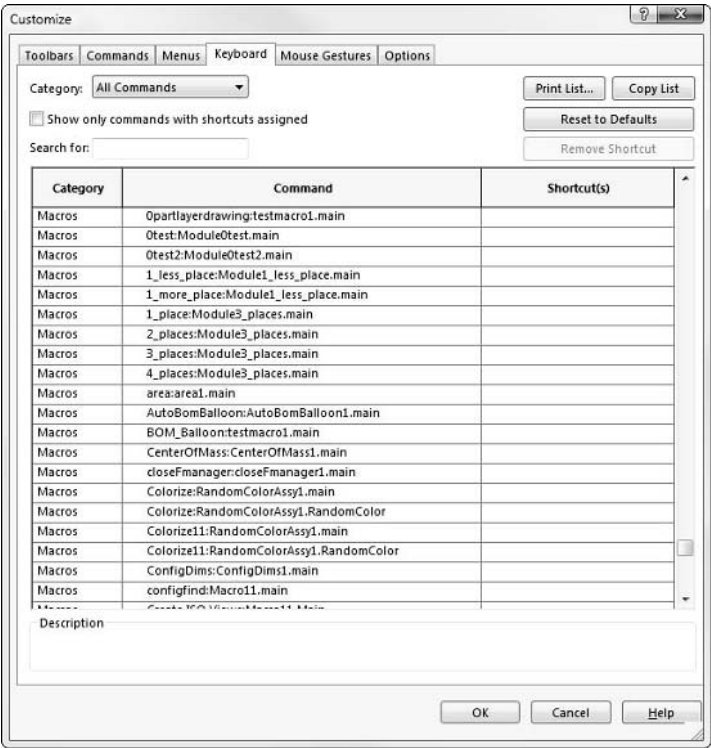 Customize
Toolbars Commands Menus Keyboard Mouse Gestures Options
Category: All Commands Print List... Copy List
Show only commands with shortcuts assigned Reset to Defaults
Search for: Remove Shortcut
Category Command Shortcut(s)
Macros 0partlayerdrawing:testmacro1.main
Macros 0test:Module0test.main
Macros 0test2:Module0test2.main
Macros 1_less_place:Module1_less_place.main
Macros 1_more_place:Module1_less_place.main
Macros 1_place:Module3_places.main
Macros 2_places:Module3_places.main
Macros 3_places:Module3_places.main
Macros 4_places:Module3_places.main
Macros area:area1.main
Macros AutoBomBalloon:AutoBomBalloon1.main
Macros BOM_Balloon:testmacro1.main
Macros CenterOfMass:CenterOfMass1.main
Macros closeFmanager:closeFmanager1.main
Macros Colorize:RandomColorAssy1.main
Macros Colorize:RandomColorAssy1.RandomColor
Macros Colorize11:RandomColorAssy1.main
Macros Colorize11:RandomColorAssy1.RandomColor
Macros ConfigDims:ConfigDims1.main
Macros configfind:Macro11.main
Macros
Description
OK Cancel Help